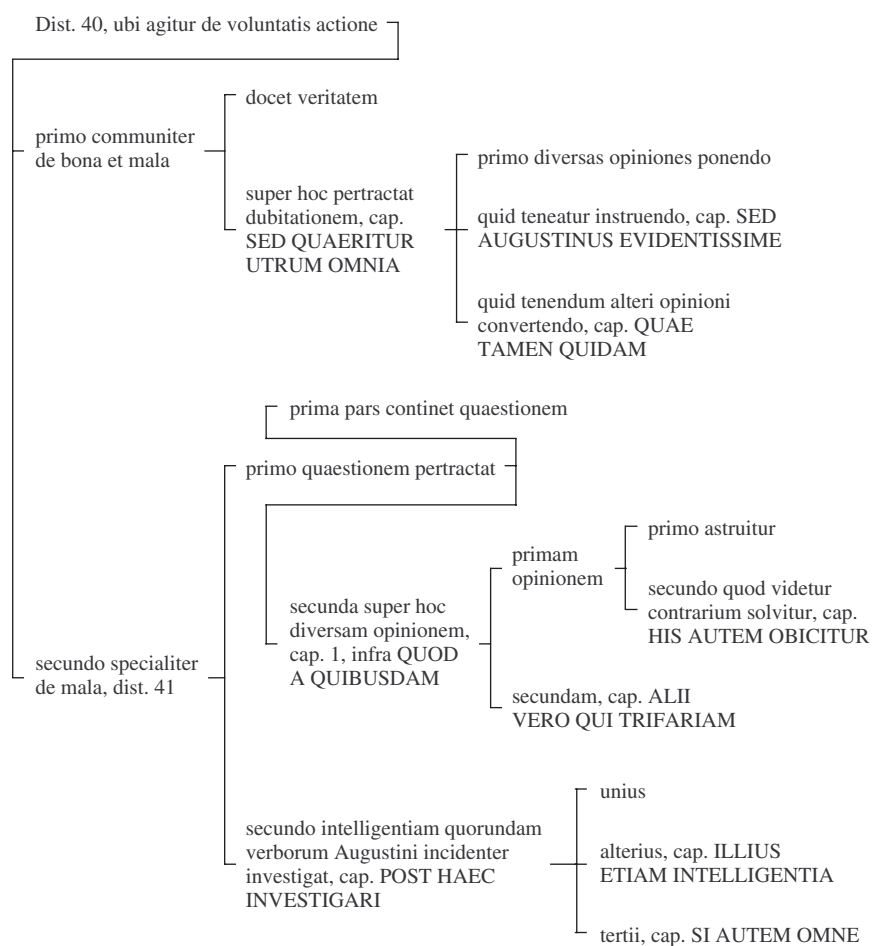 Dist. 40, ubi agitur de voluntatis actione
docet veritatem
primo communiter
de bona et mala
super hoc pertractat
dubitationem, cap.
SED QUAERITUR
UTRUM OMNIA
primo diversas opiniones ponendo
quid teneatur instruendo, cap. SED
AUGUSTINUS EVIDENTISSIME
quid tenendum alteri opinioni
convertendo, cap. QUAE
TAMEN QUIDAM
prima pars continet quaestionem
primo quaestionem pertractat
secunda super hoc
diversam opinionem,
cap. 1, infra QUOD
A QUIBUSDAM
primam
opinionem
primo astruitur
secundo quod videtur
contrarium solvitur, cap.
HIS AUTEM OBICITUR
secundam, cap. ALII
VERO QUI TRIFARIAM
secundo specialiter
de mala, dist. 41
secundo intelligentiam quorundam
verborum Augustini incidenter
investigat, cap. POST HAEC
INVESTIGARI
unius
alterius, cap. ILLIUS
ETIAM INTELLIGENTIA
tertii, cap. SI AUTEM OMNE